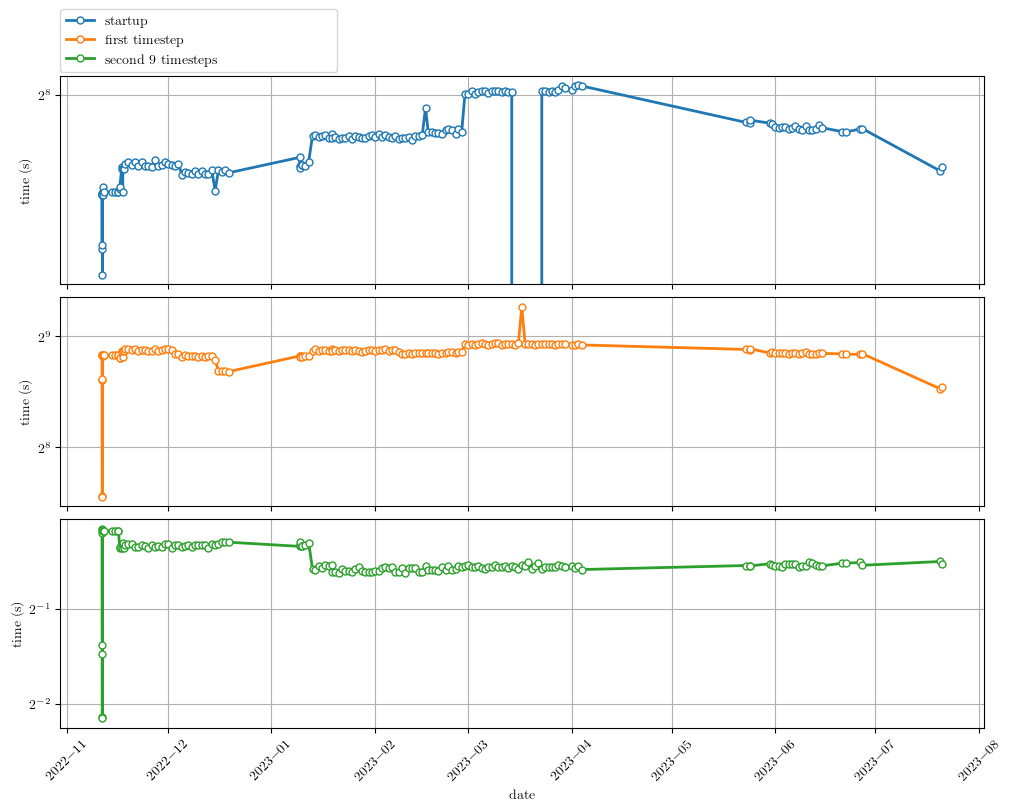 startup
first timestep
second 9 timesteps
2^8
time (s)
2^9
time (s)
2^8
2^−1
time (s)
2^−2
2022−11
2022−12
2023−01
2023−02
2023−03
2023−04
2023−05
2023−06
2023−07
2023−08
date